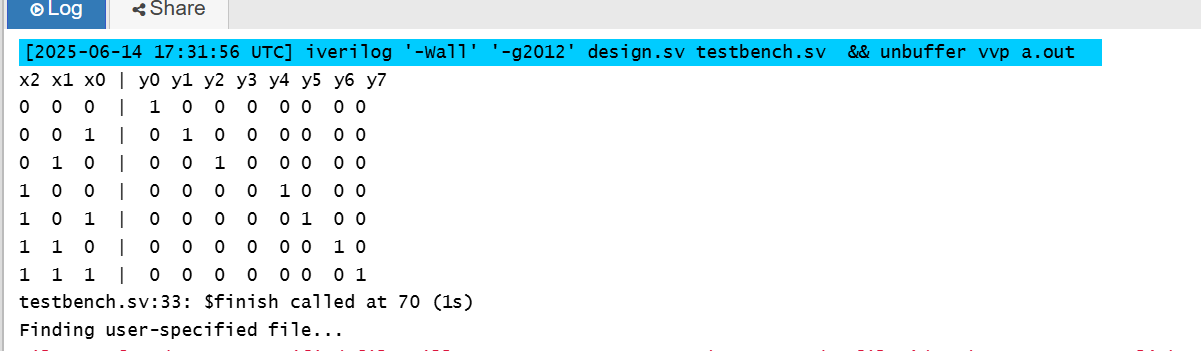 Log Share
[2025-06-14 17:31:56 UTC] iverilog '-Wall' '-g2012' design.sv testbench.sv  && unbuffer vvp a.out
x2 x1 x0 | y0 y1 y2 y3 y4 y5 y6 y7
0  0  0  |  1  0  0  0  0 0  0 0
0  0  1  |  0  1  0  0  0 0  0 0
0  1  0  |  0  0  1  0  0 0  0 0
1  0  0  |  0  0  0  0  1 0  0 0
1  0  1  |  0  0  0  0  0 1  0 0
1  1  0  |  0  0  0  0  0 0  1 0
1  1  1  |  0  0  0  0  0 0  0 1
testbench.sv:33: $finish called at 70 (1s)
Finding user-specified file...